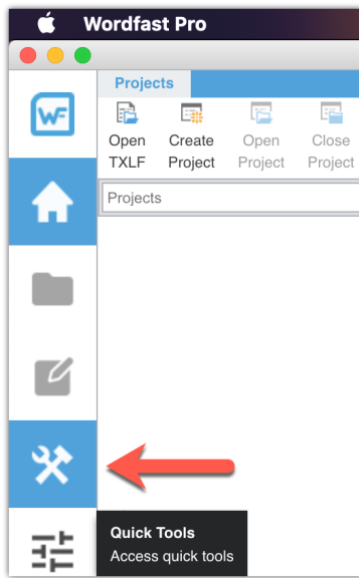 Wordfast Pro
Projects
WF
Open TXLF
Create Project
Open Project
Close Project
Projects
Quick Tools
Access quick tools